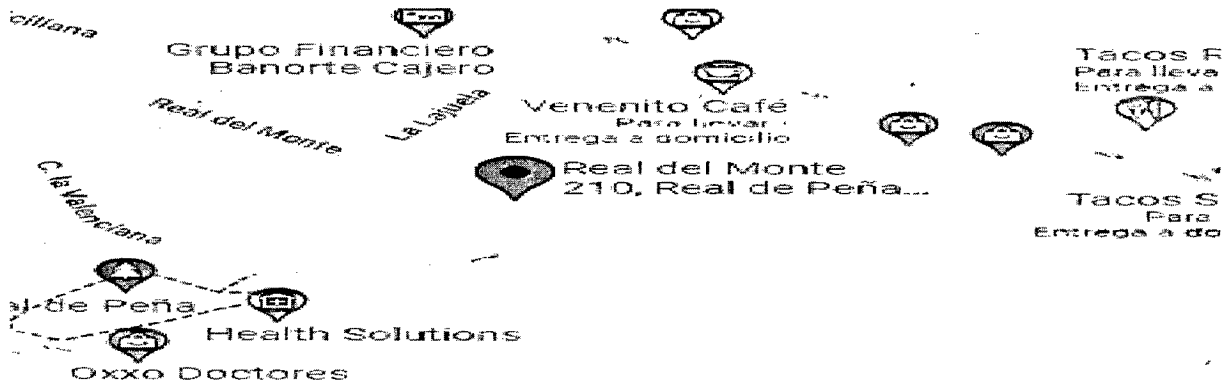 ciliana
Grupo Financiero
Banorte Cajero
Real del Monte
La Lajuela
Venenito Café
Para llevar ·
Entrega a domicilio
Real del Monte
210, Real de Peña...
C. la Valenciana
Tacos R
Para lleva
Entrega a
Tacos S
Para
Entrega a do
al de Peña
Health Solutions
Oxxo Doctores